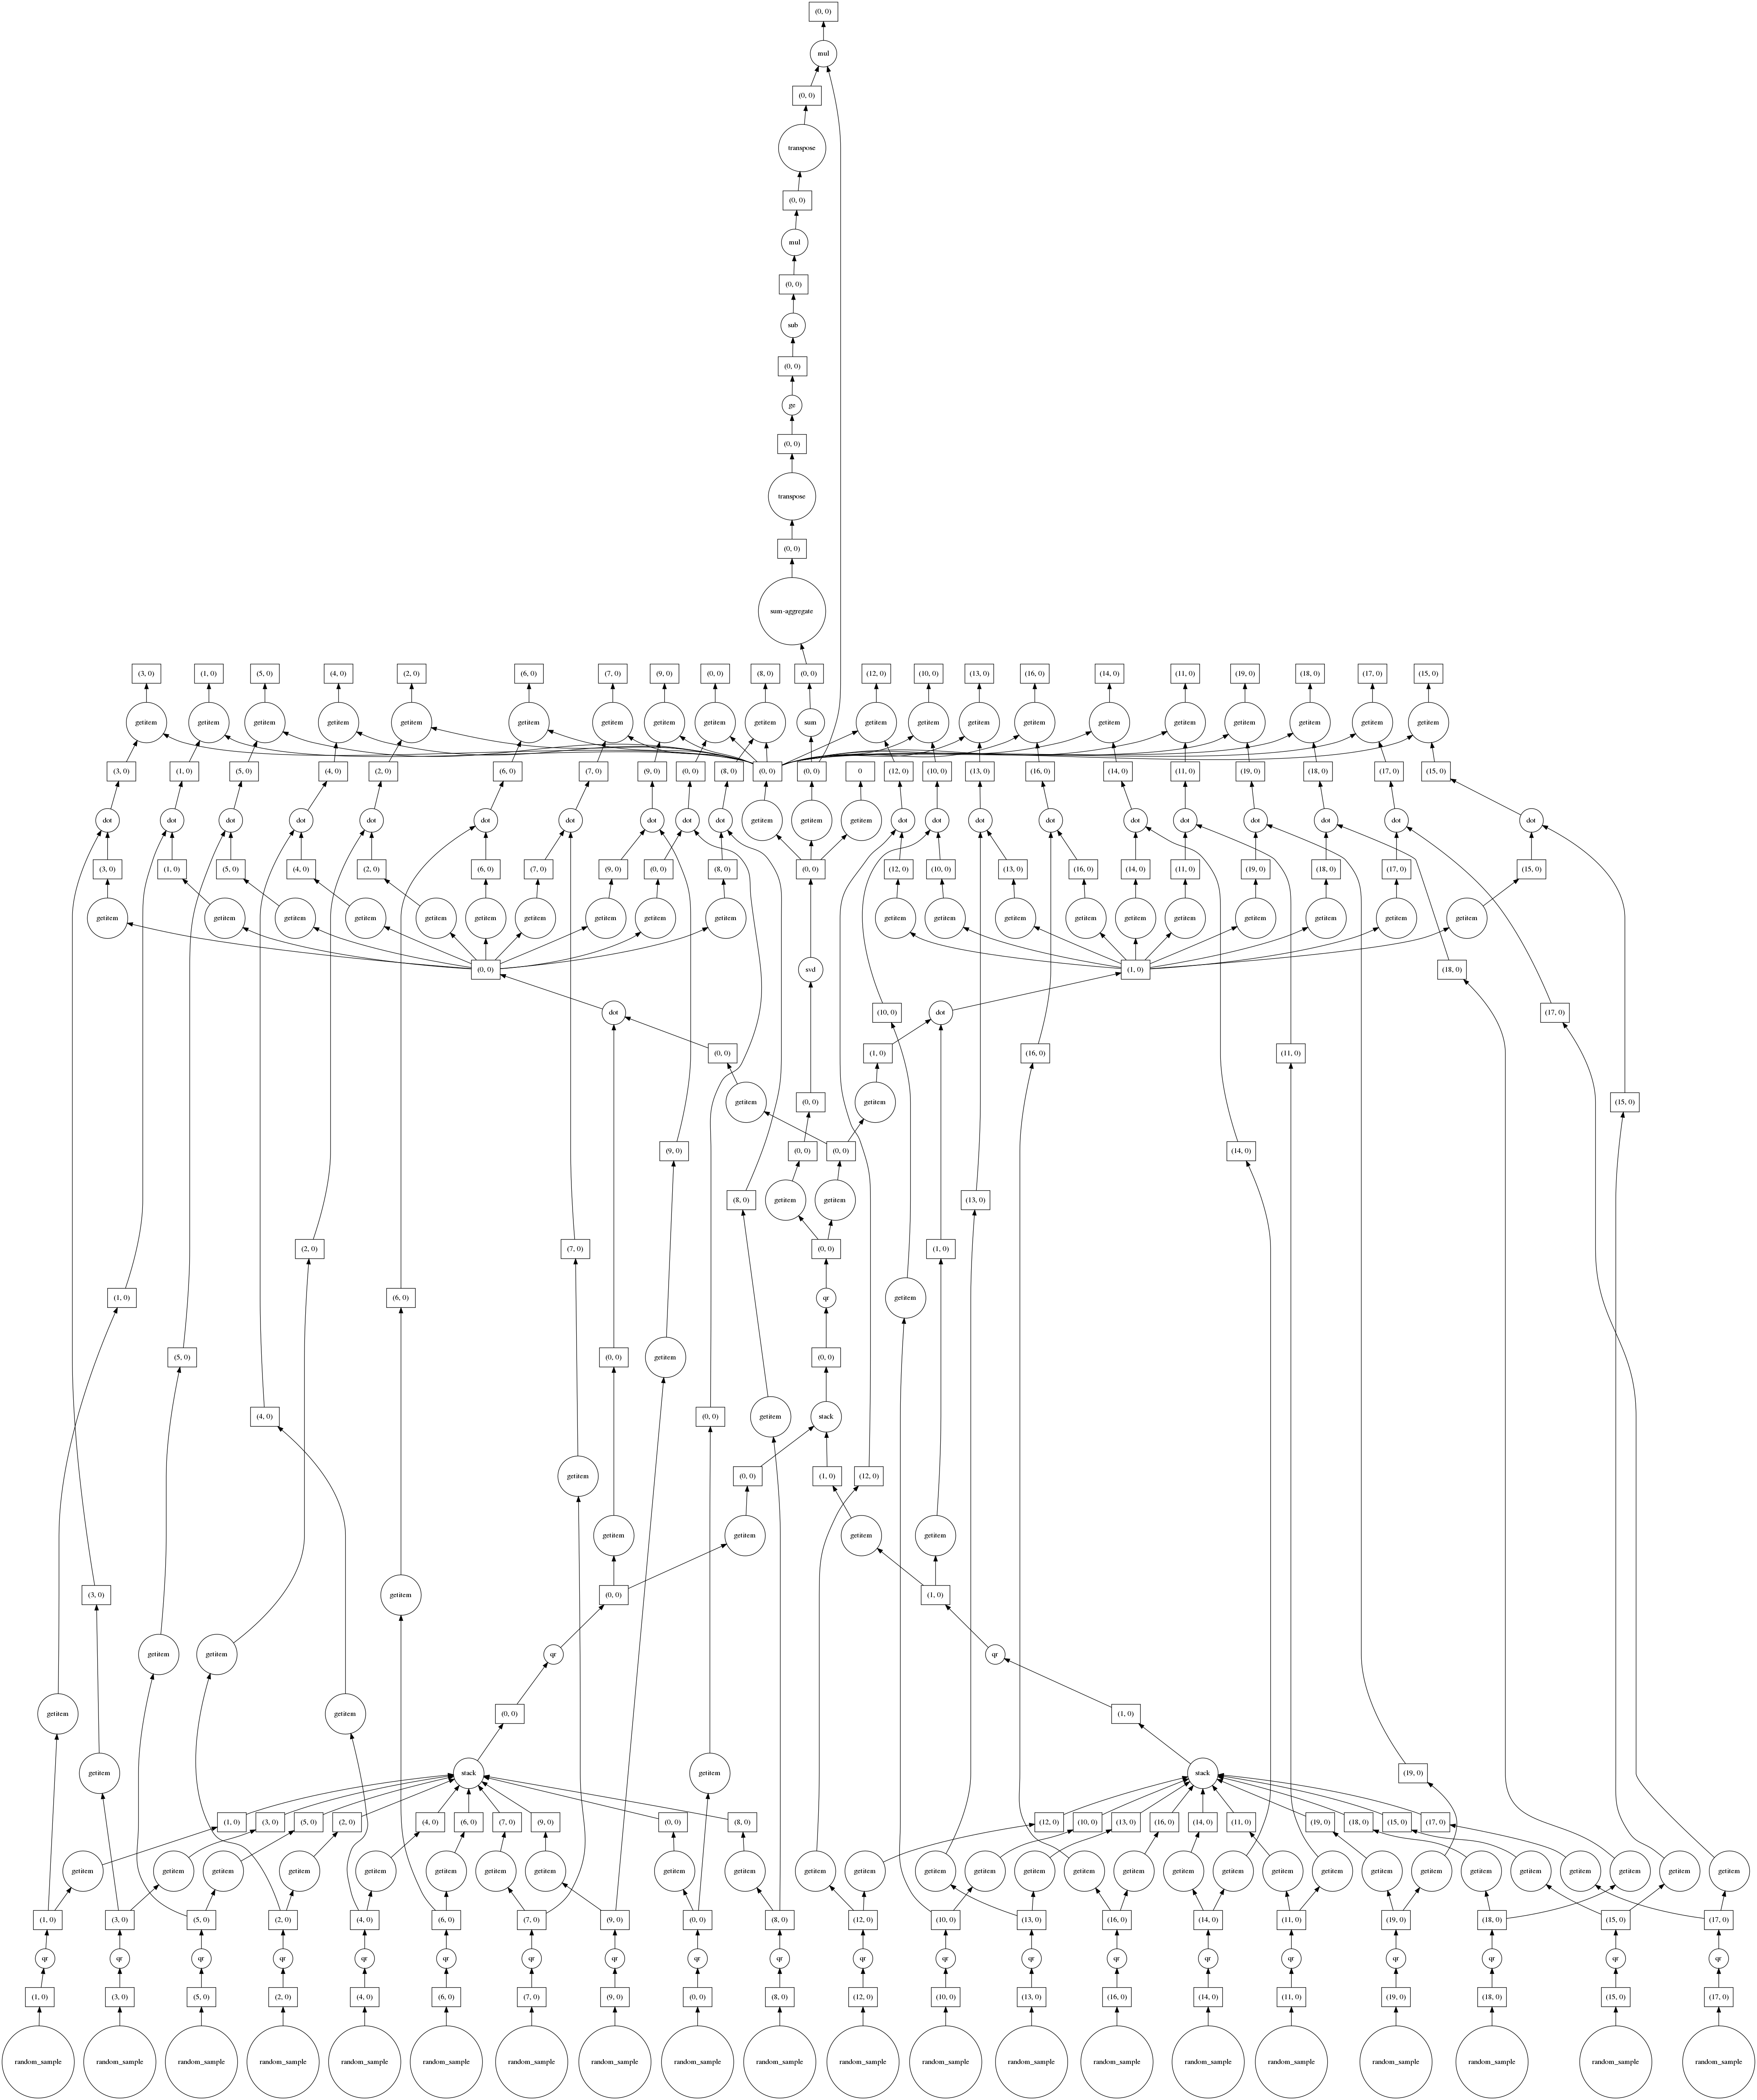 (0, 0)
mul
(0, 0)
transpose
(0, 0)
mul
(0, 0)
sub
(0, 0)
ge
(0, 0)
transpose
(0, 0)
sum-aggregate
(3, 0) (1, 0) (5, 0) (4, 0) (2, 0) (6, 0) (7, 0) (9, 0) (0, 0) (8, 0) (0, 0) (12, 0) (10, 0) (13, 0) (16, 0) (14, 0) (11, 0) (19, 0) (18, 0) (17, 0) (15, 0)
getitem getitem getitem getitem getitem getitem getitem getitem getitem getitem sum getitem getitem getitem getitem getitem getitem getitem getitem getitem getitem
(3, 0) (1, 0) (5, 0) (4, 0) (2, 0) (6, 0) (7, 0) (9, 0) (0, 0) (8, 0) (0, 0) (0, 0) 0 (12, 0) (10, 0) (13, 0) (16, 0) (14, 0) (11, 0) (19, 0) (18, 0) (17, 0) (15, 0)
dot dot dot dot dot dot dot dot dot dot getitem getitem getitem dot dot dot dot dot dot dot dot dot dot
(3, 0) (1, 0) (5, 0) (4, 0) (2, 0) (6, 0) (7, 0) (9, 0) (0, 0) (8, 0) (0, 0) (12, 0) (10, 0) (13, 0) (16, 0) (14, 0) (11, 0) (19, 0) (18, 0) (17, 0) (15, 0)
getitem getitem getitem getitem getitem getitem getitem getitem getitem getitem getitem getitem getitem getitem getitem getitem getitem getitem getitem getitem
(0, 0) svd (1, 0) (18, 0)
dot (10, 0) dot (17, 0)
(0, 0) (1, 0) (16, 0) (11, 0)
getitem (0, 0) getitem (15, 0)
(9, 0) (0, 0) (0, 0) (14, 0)
(8, 0) getitem getitem (13, 0)
(2, 0) (7, 0) (0, 0) (1, 0)
(1, 0) (6, 0) qr getitem
(5, 0) (0, 0) getitem (0, 0)
(4, 0) (0, 0) getitem stack
getitem (0, 0) (1, 0) (12, 0)
getitem getitem getitem getitem
(3, 0) getitem (0, 0) (1, 0)
getitem getitem qr qr
getitem getitem (0, 0) (1, 0)
getitem stack getitem stack (19, 0)
(1, 0) (3, 0) (5, 0) (2, 0) (4, 0) (6, 0) (7, 0) (9, 0) (0, 0) (8, 0) (12, 0) (10, 0) (13, 0) (16, 0) (14, 0) (11, 0) (19, 0) (18, 0) (15, 0) (17, 0)
getitem getitem getitem getitem getitem getitem getitem getitem getitem getitem getitem getitem getitem getitem getitem getitem getitem getitem getitem getitem getitem getitem getitem getitem getitem getitem getitem getitem getitem
(1, 0) (3, 0) (5, 0) (2, 0) (4, 0) (6, 0) (7, 0) (9, 0) (0, 0) (8, 0) (12, 0) (10, 0) (13, 0) (16, 0) (14, 0) (11, 0) (19, 0) (18, 0) (15, 0) (17, 0)
qr qr qr qr qr qr qr qr qr qr qr qr qr qr qr qr qr qr qr qr
(1, 0) (3, 0) (5, 0) (2, 0) (4, 0) (6, 0) (7, 0) (9, 0) (0, 0) (8, 0) (12, 0) (10, 0) (13, 0) (16, 0) (14, 0) (11, 0) (19, 0) (18, 0) (15, 0) (17, 0)
random_sample random_sample random_sample random_sample random_sample random_sample random_sample random_sample random_sample random_sample random_sample random_sample random_sample random_sample random_sample random_sample random_sample random_sample random_sample random_sample